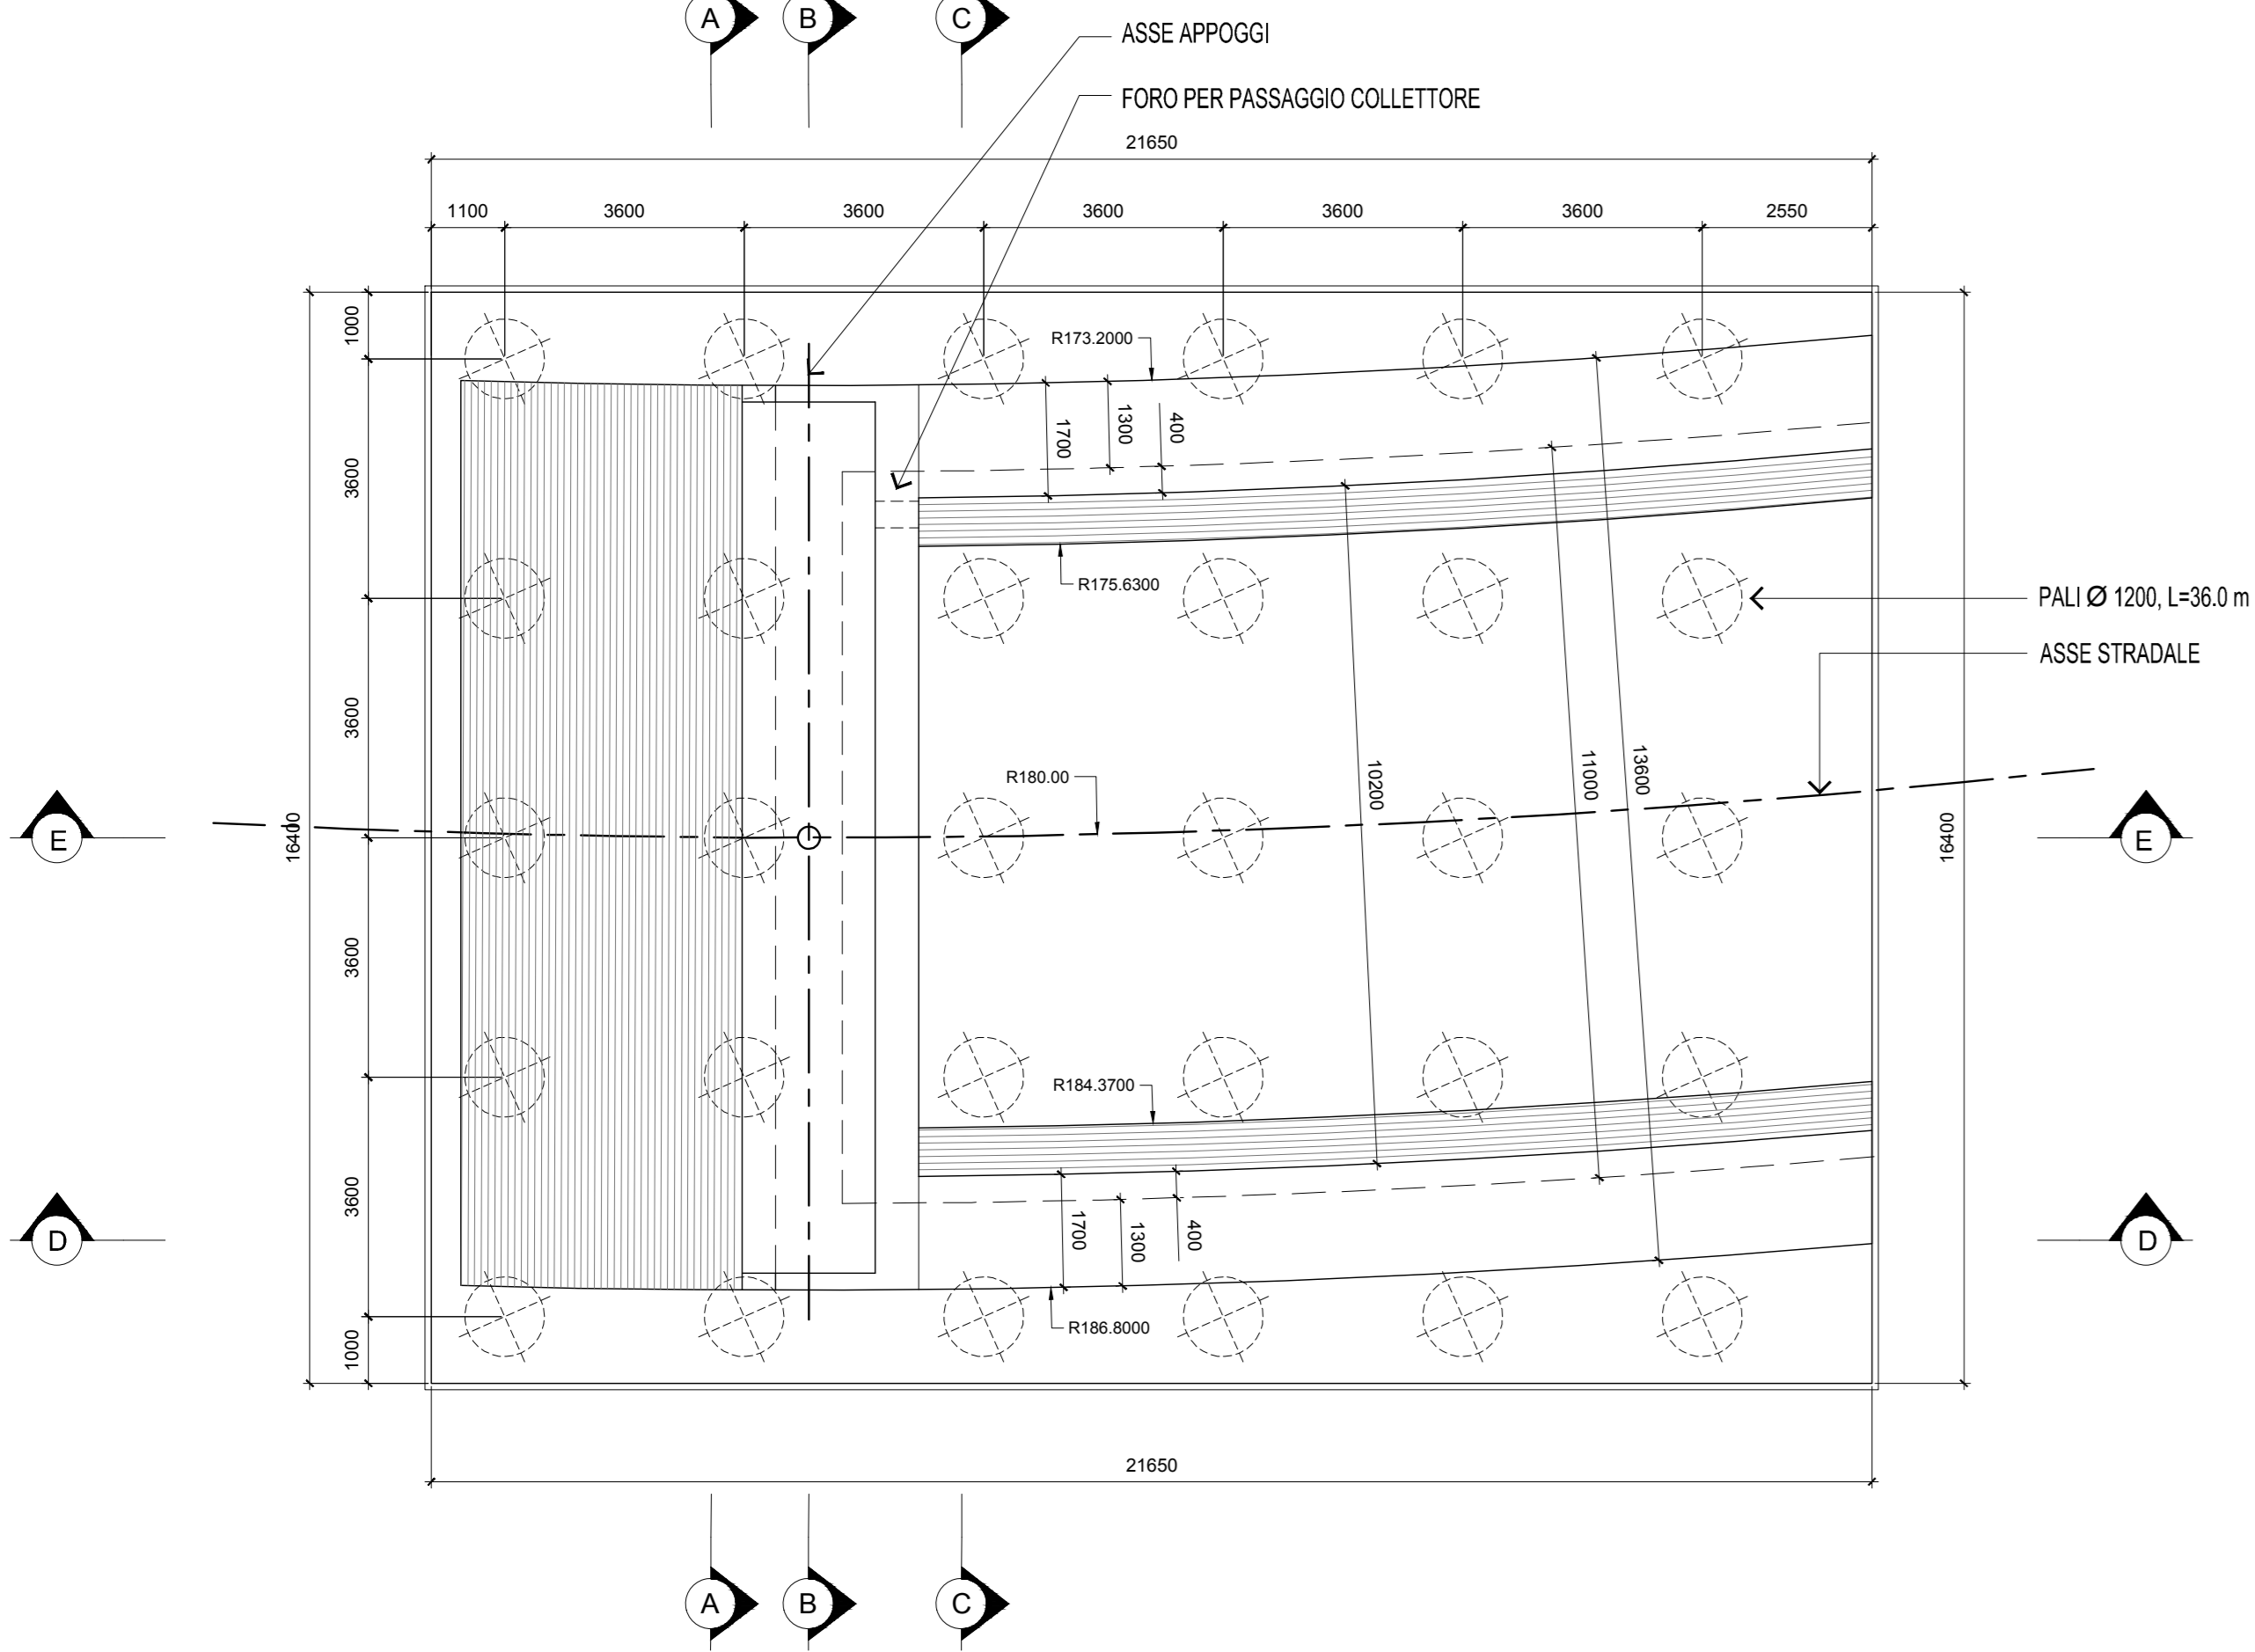 A
B
C
ASSE APPOGGI
FORO PER PASSAGGIO COLLETTORE
21650
1100
3600
3600
3600
3600
3600
2550
1000
R173.2000
1700
1300
400
3600
R175.6300
PALI Ø 1200, L=36.0 m
ASSE STRADALE
3600
R180.00
10200
11000
13600
16400
16400
E
E
3600
R184.3700
3600
1700
1300
400
D
D
R186.8000
1000
21650
A
B
C